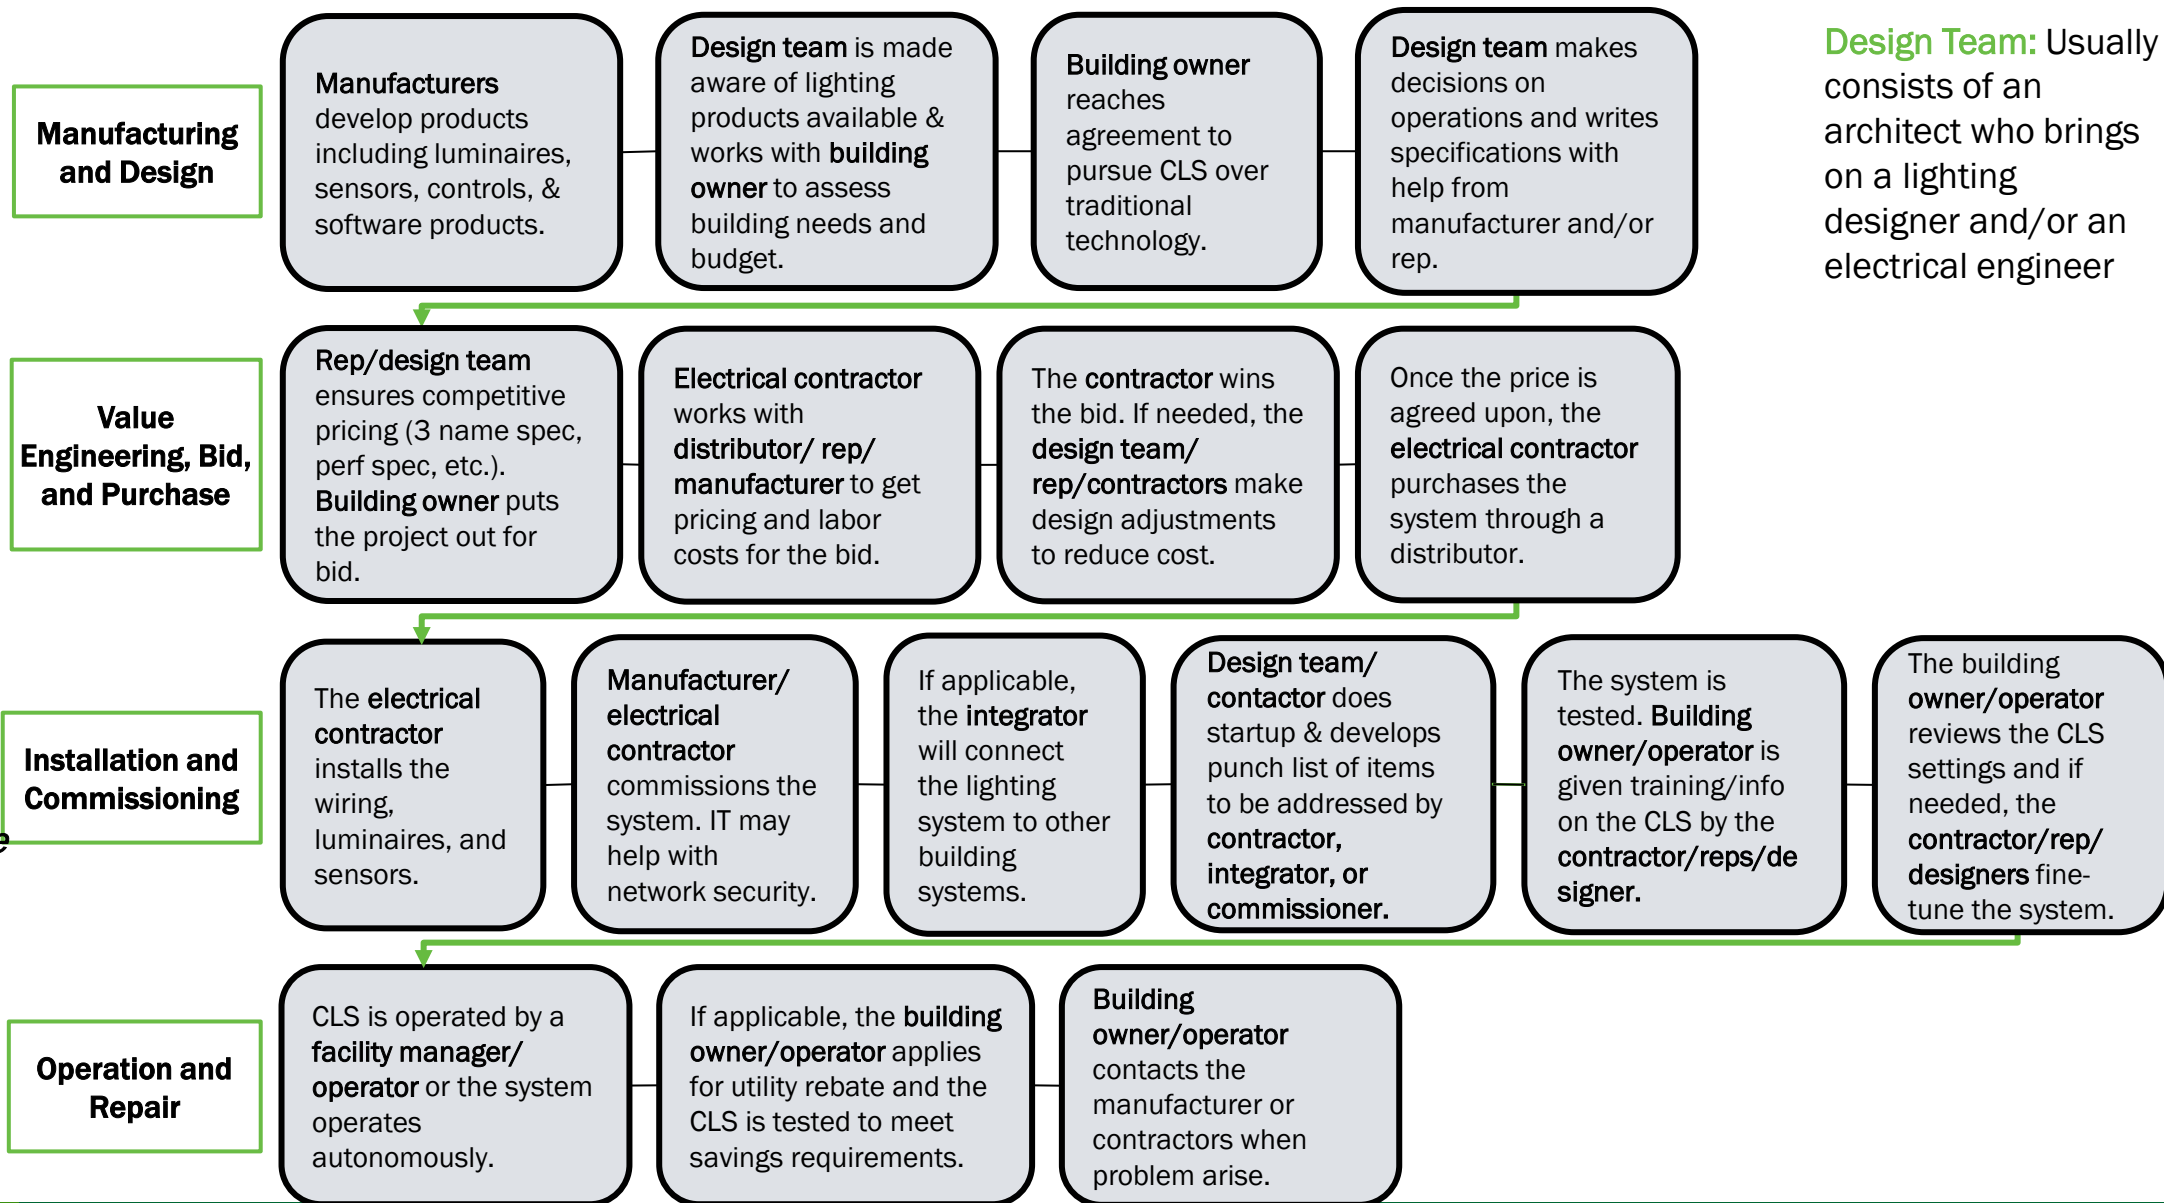 Manufacturing
and Design
Manufacturers
develop products
including luminaires,
sensors, controls, &
software products.
Design team is made
aware of lighting
products available &
works with building
owner to assess
building needs and
budget.
Building owner
reaches
agreement to
pursue CLS over
traditional
technology.
Design team makes
decisions on
operations and writes
specifications with
help from
manufacturer and/or
rep.
Design Team: Usually
consists of an
architect who brings
on a lighting
designer and/or an
electrical engineer
Value
Engineering, Bid,
and Purchase
Rep/design team
ensures competitive
pricing (3 name spec,
perf spec, etc.).
Building owner puts
the project out for
bid.
Electrical contractor
works with
distributor/ rep/
manufacturer to get
pricing and labor
costs for the bid.
The contractor wins
the bid. If needed, the
design team/
rep/contractors make
design adjustments
to reduce cost.
Once the price is
agreed upon, the
electrical contractor
purchases the
system through a
distributor.
Installation and
Commissioning
e
The electrical
contractor
installs the
wiring,
luminaires, and
sensors.
Manufacturer/
electrical
contractor
commissions the
system. IT may
help with
network security.
If applicable,
the integrator
will connect
the lighting
system to other
building
systems.
Design team/
contactor does
startup & develops
punch list of items
to be addressed by
contractor,
integrator, or
commissioner.
The system is
tested. Building
owner/operator is
given training/info
on the CLS by the
contractor/reps/de
signer.
The building
owner/operator
reviews the CLS
settings and if
needed, the
contractor/rep/
designers fine-
tune the system.
Operation and
Repair
CLS is operated by a
facility manager/
operator or the system
operates
autonomously.
If applicable, the building
owner/operator applies
for utility rebate and the
CLS is tested to meet
savings requirements.
Building
owner/operator
contacts the
manufacturer or
contractors when
problem arise.